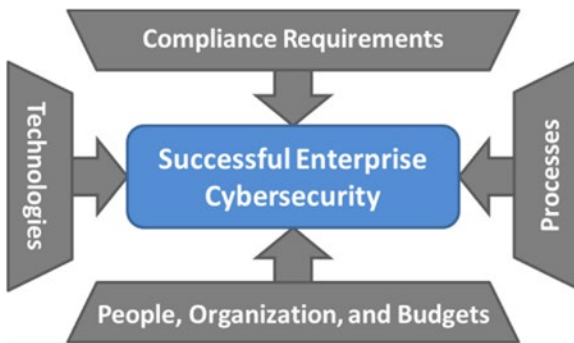 Compliance Requirements
Technologies
Successful Enterprise
Cybersecurity
Processes
People, Organization, and Budgets